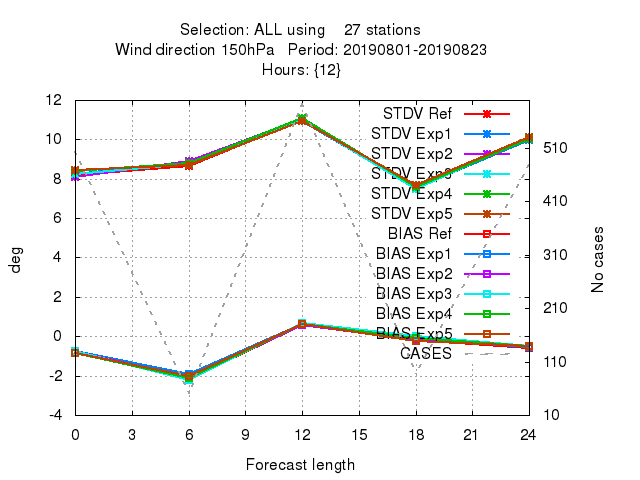 Selection: ALL using 27 stations
Wind direction 150hPa Period: 20190801-20190823
Hours: {12}
12
10
8
6
4
2
0
-2
-4
deg
STDV Ref
STDV Exp1
STDV Exp2
STDV Exp3
STDV Exp4
STDV Exp5
BIAS Ref
BIAS Exp1
BIAS Exp2
BIAS Exp3
BIAS Exp4
BIAS Exp5
CASES
510
410
310
210
110
10
No cases
0 3 6 9 12 15 18 21 24
Forecast length